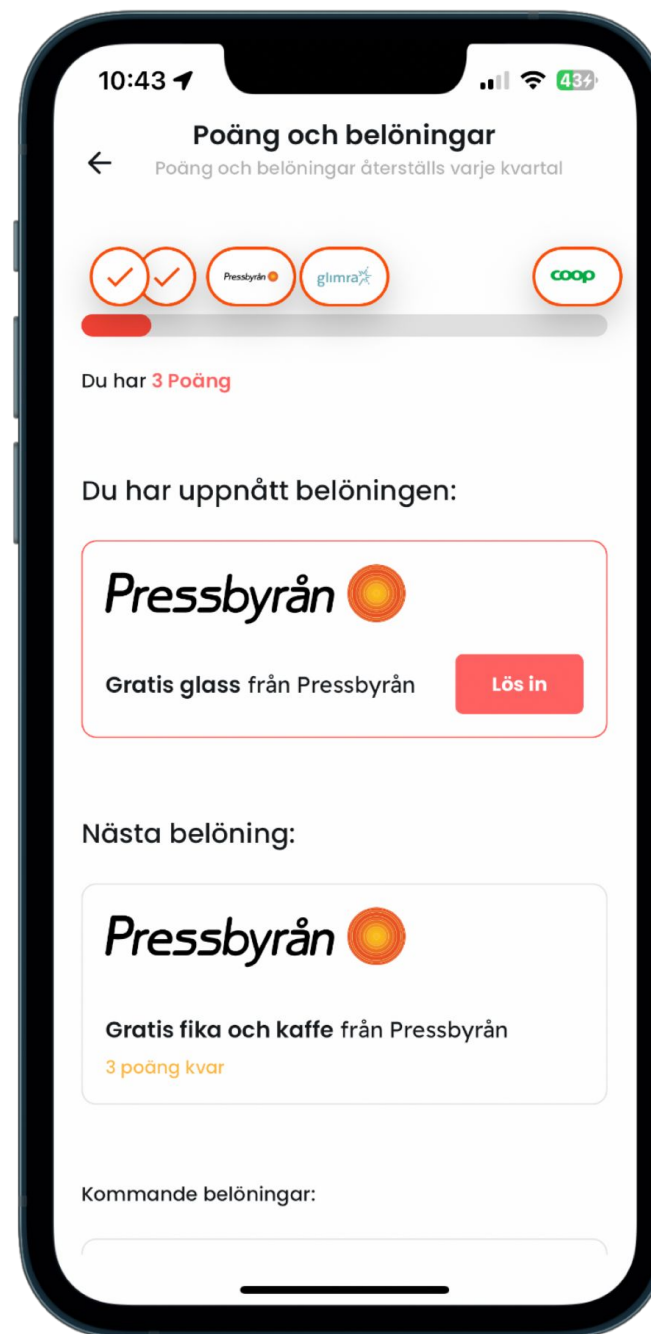 10:43
43
Poäng och belöningar
Poäng och belöningar återställs varje kvartal
Pressbyrån
glimra
coop
Du har 3 Poäng
Du har uppnått belöningen:
Pressbyrån
Gratis glass från Pressbyrån
Lös in
Nästa belöning:
Pressbyrån
Gratis fika och kaffe från Pressbyrån
3 poäng kvar
Kommande belöningar: